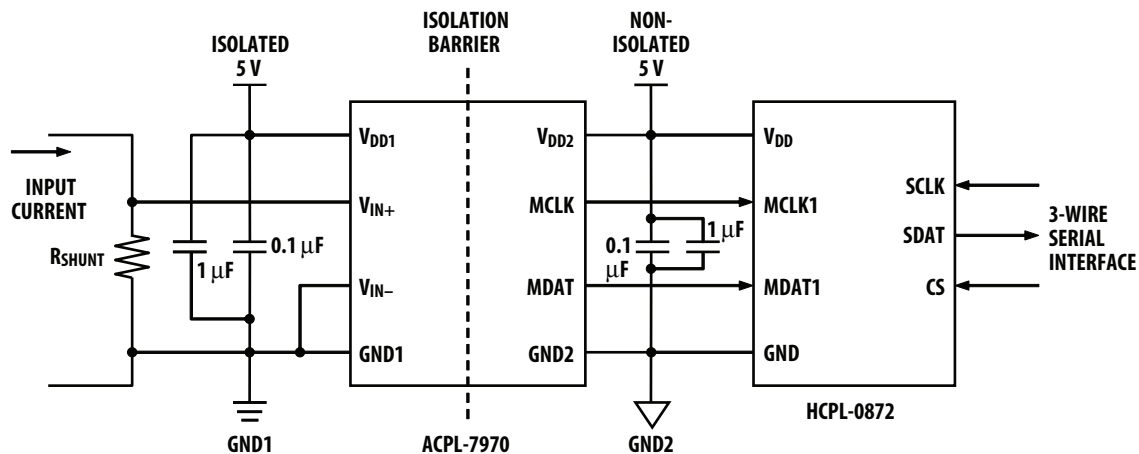 ISOLATION
BARRIER
ISOLATED
5 V
NON-
ISOLATED
5 V
INPUT
CURRENT
RSHUNT
1 μF
0.1 μF
VDD1
VIN+
VIN–
GND1
VDD2
MCLK
MDAT
GND2
0.1
μF
1 μF
VDD
MCLK1
MDAT1
GND
SCLK
SDAT
CS
3-WIRE
SERIAL
INTERFACE
GND1
ACPL-7970
GND2
HCPL-0872